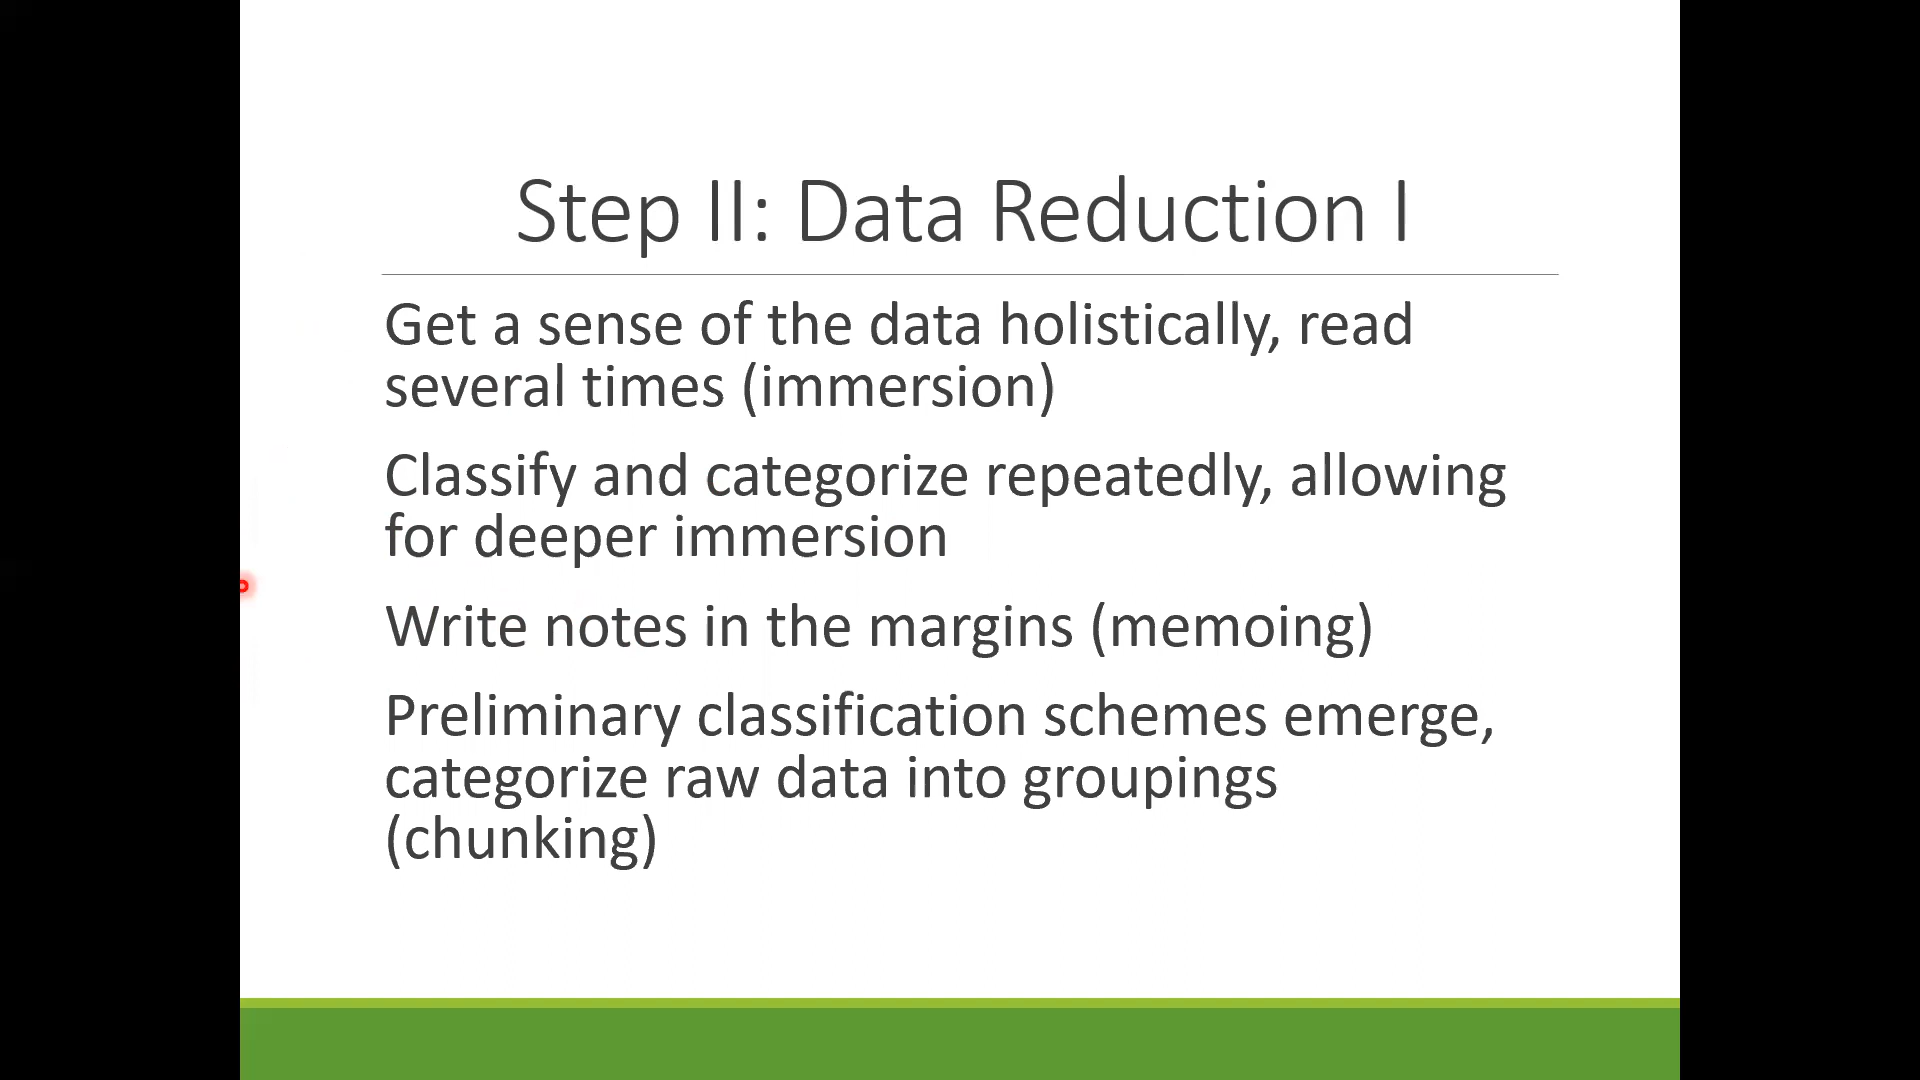 Step II: Data Reduction I
Get a sense of the data holistically, read
several times (immersion)
Classify and categorize repeatedly, allowing
for deeper immersion
Write notes in the margins (memoing)
Preliminary classification schemes emerge,
categorize raw data into groupings
(chunking)